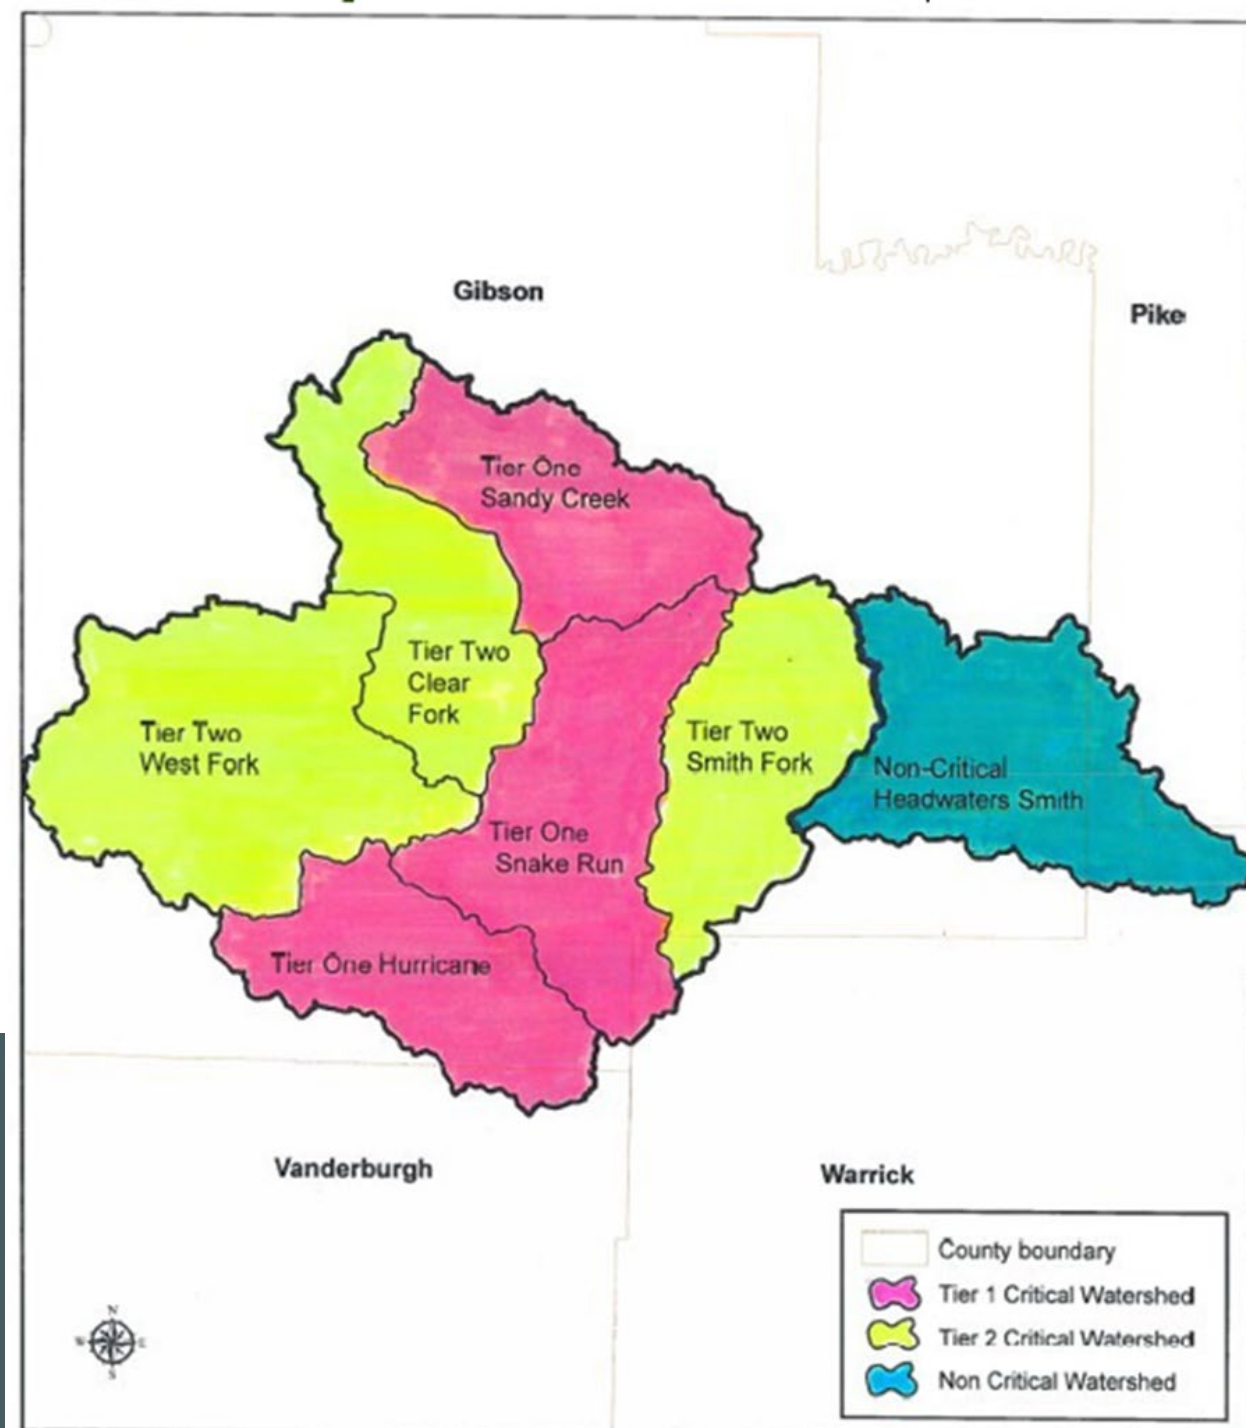 Gibson
Pike
Tier One
Sandy Creek
Tier Two
Clear
Fork
Tier Two
West Fork
Tier Two
Smith Fork
Non-Critical
Headwaters Smith
Tier One
Snake Run
Tier One Hurricane
Vanderburgh
Warrick
County boundary
Tier 1 Critical Watershed
Tier 2 Critical Watershed
Non Critical Watershed
N
W
E
S